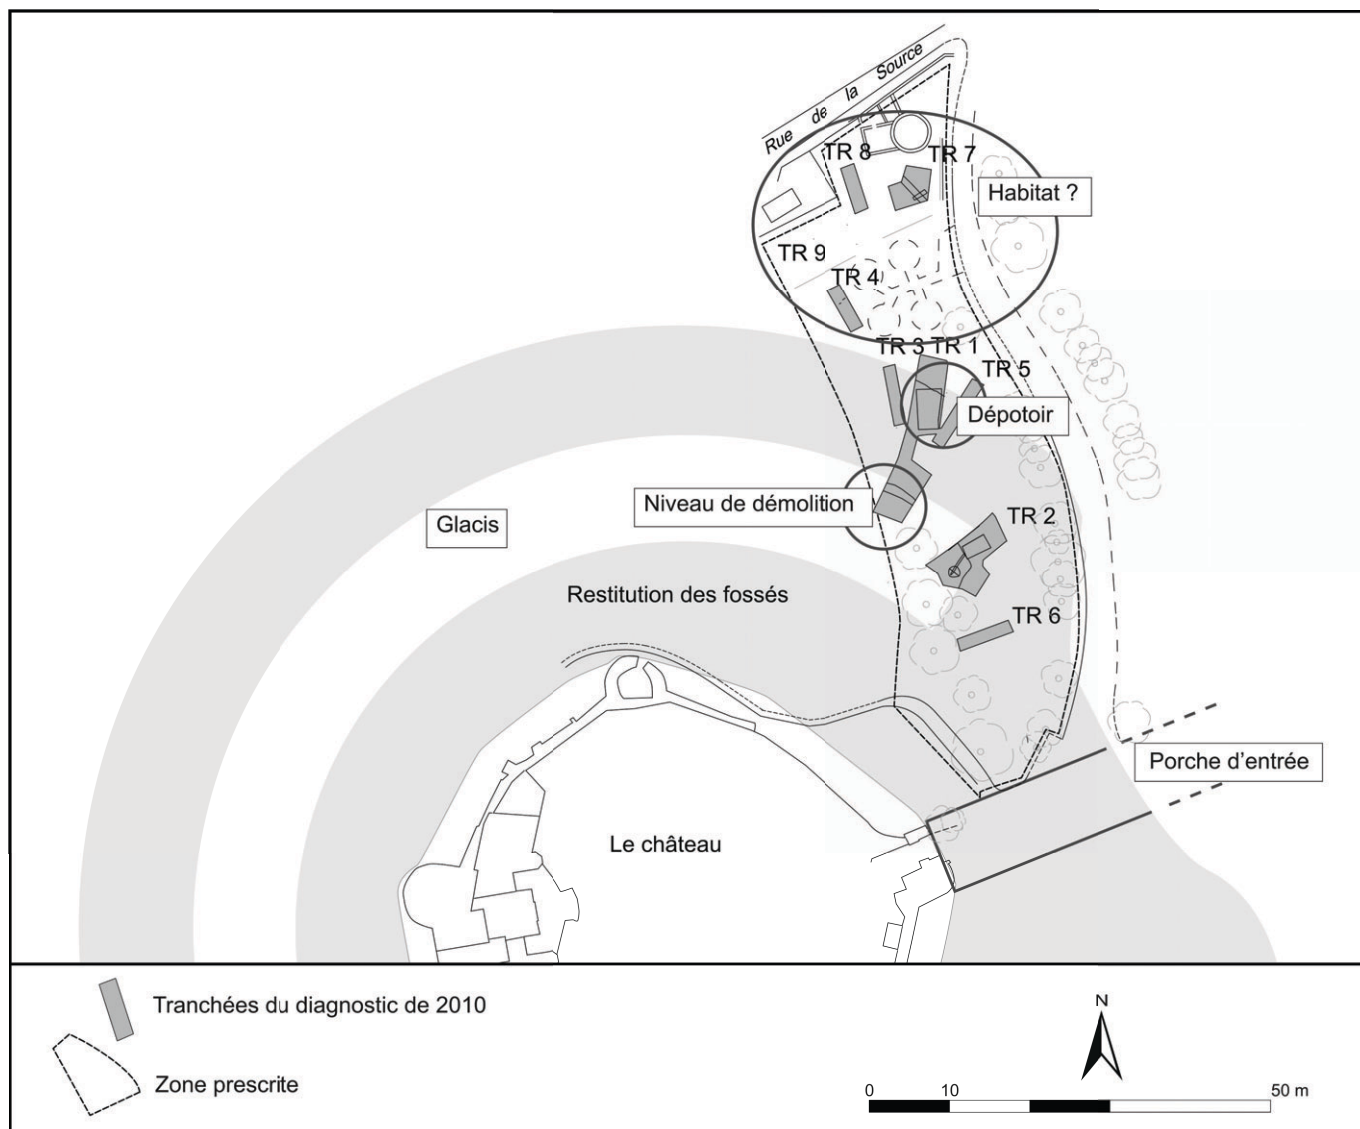 Rue de la Source
TR 8
TR 7
Habitat ?
TR 9
TR 4
TR 3
TR 1
TR 5
Dépotoir
Niveau de démolition
Glacis
TR 2
Restitution des fossés
TR 6
Porche d'entrée
Le château
Tranchées du diagnostic de 2010
Zone prescrite
N
0 10 50 m